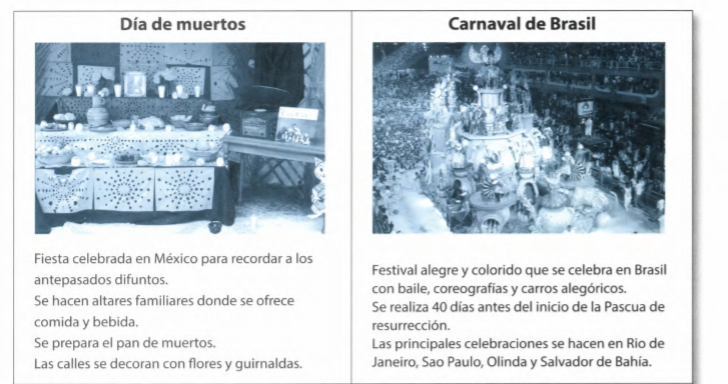 Día de muertos
Fiesta celebrada en México para recordar a los
antepasados difuntos.
Se hacen altares familiares donde se ofrece
comida y bebida.
Se prepara el pan de muertos.
Las calles se decoran con flores y guirnaldas.
Carnaval de Brasil
Festival alegre y colorido que se celebra en Brasil
con baile, coreografías y carros alegóricos.
Se realiza 40 días antes del inicio de la Pascua de
resurrección.
Las principales celebraciones se hacen en Rio de
Janeiro, Sao Paulo, Olinda y Salvador de Bahía.